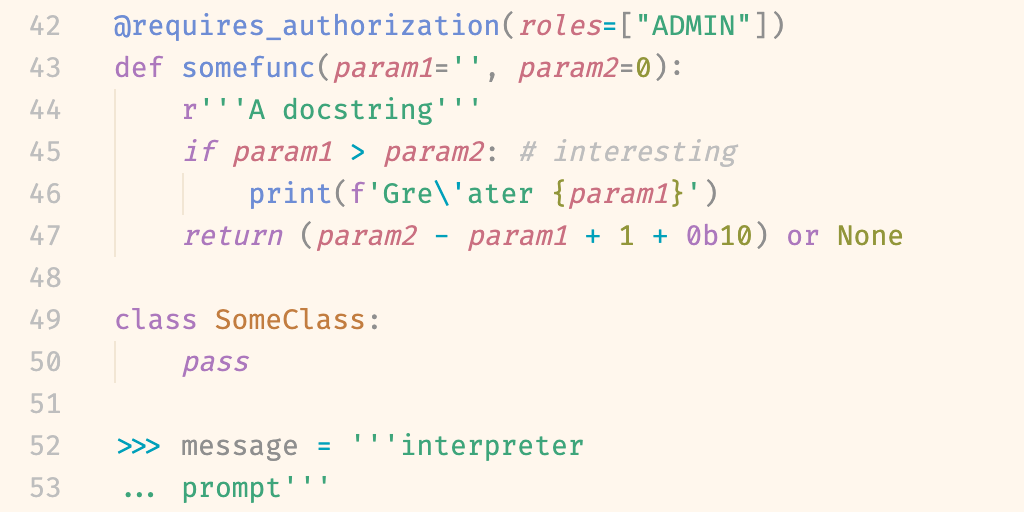 42 @requires_authorization(roles=["ADMIN"])
43 def somefunc(param1='', param2=0):
44     r'''A docstring'''
45     if param1 > param2: # interesting
46         print(f'Gre\'ater {param1}')
47     return (param2 - param1 + 1 + 0b10) or None
48
49 class SomeClass:
50     pass
51
52 >>> message = '''interpreter
53 ... prompt'''